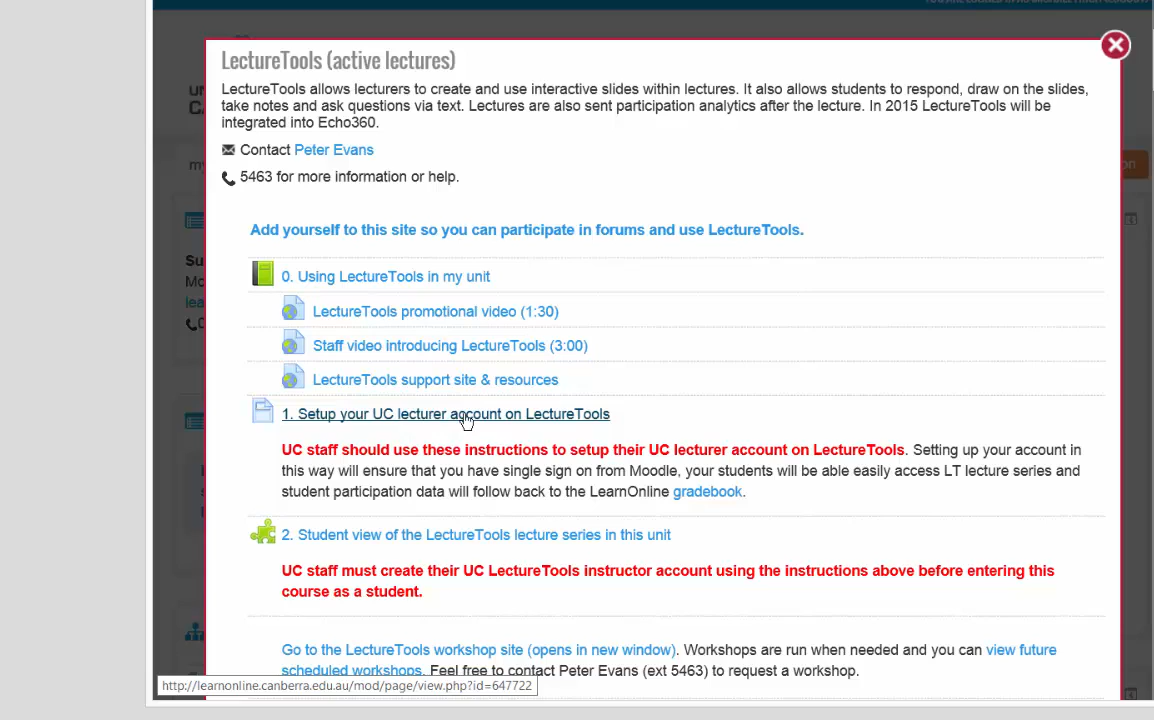 LectureTools (active lectures)
LectureTools allows lecturers to create and use interactive slides within lectures. It also allows students to respond, draw on the slides,
take notes and ask questions via text. Lectures are also sent participation analytics after the lecture. In 2015 LectureTools will be
integrated into Echo360.
Contact Peter Evans
5463 for more information or help.
Add yourself to this site so you can participate in forums and use LectureTools.
0. Using LectureTools in my unit
LectureTools promotional video (1:30)
Staff video introducing LectureTools (3:00)
LectureTools support site & resources
1. Setup your UC lecturer account on LectureTools
UC staff should use these instructions to setup their UC lecturer account on LectureTools. Setting up your account in
this way will ensure that you have single sign on from Moodle, your students will be able easily access LT lecture series and
student participation data will follow back to the LearnOnline gradebook.
2. Student view of the LectureTools lecture series in this unit
UC staff must create their UC LectureTools instructor account using the instructions above before entering this
course as a student.
Go to the LectureTools workshop site (opens in new window). Workshops are run when needed and you can view future
scheduled workshops. Feel free to contact Peter Evans (ext 5463) to request a workshop.
http://learnonline.canberra.edu.au/mod/page/view.php?id=647722